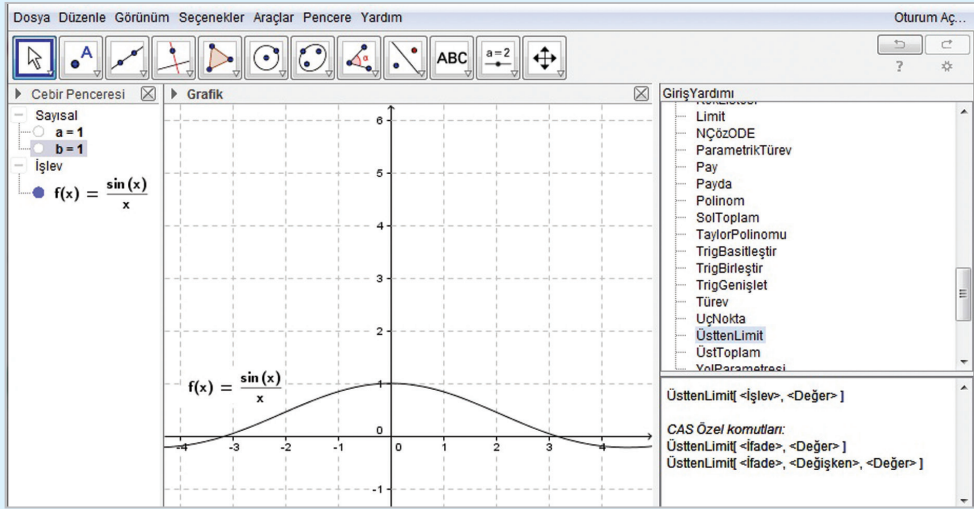 Dosya Düzenle Görünüm Seçenekler Araçlar Pencere Yardım
Oturum Aç...
A
α
ABC
a=2
?
Cebir Penceresi
Sayısal
a = 1
b = 1
İşlev
f(x) = sin(x)/x
Grafik
6
5
4
3
2
1
0
-1
-4 -3 -2 -1 0 1 2 3 4
f(x) = sin(x)/x
GirişYardımı
KökListesi
Limit
NÇözODE
ParametrikTürev
Pay
Payda
Polinom
SolToplam
TaylorPolinomu
TrigBasitleştir
TrigBirleştir
TrigGenişlet
Türev
UçNokta
ÜsttenLimit
ÜstToplam
YolParametresi
ÜsttenLimit[ <İşlev>, <Değer> ]
CAS Özel komutları:
ÜsttenLimit[ <İfade>, <Değer> ]
ÜsttenLimit[ <İfade>, <Değişken>, <Değer> ]